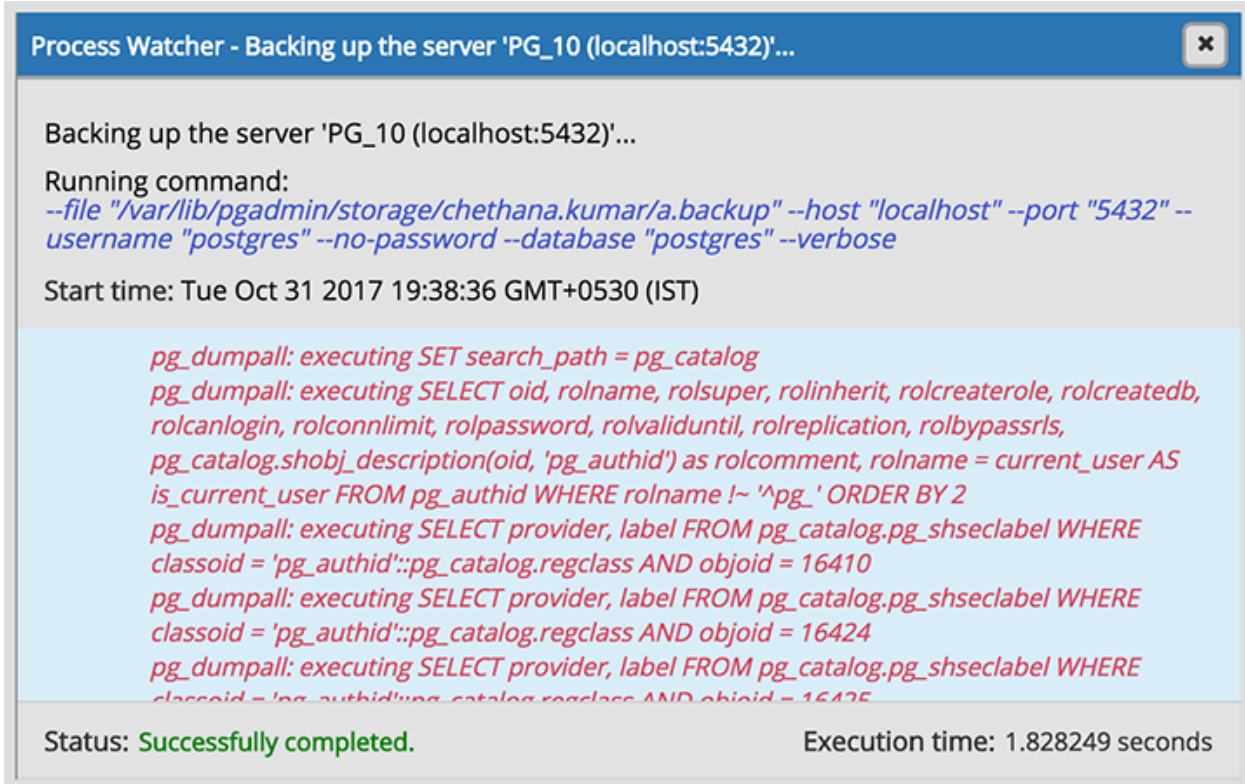 Process Watcher - Backing up the server 'PG_10 (localhost:5432)'...
Backing up the server 'PG_10 (localhost:5432)'...
Running command:
--file "/var/lib/pgadmin/storage/chethana.kumar/a.backup" --host "localhost" --port "5432" --
username "postgres" --no-password --database "postgres" --verbose
Start time: Tue Oct 31 2017 19:38:36 GMT+0530 (IST)
pg_dumpall: executing SET search_path = pg_catalog
pg_dumpall: executing SELECT oid, rolname, rolsuper, rolinherit, rolcreaterole, rolcreatedb,
rolcanlogin, rolconnlimit, rolpassword, rolvaliduntil, rolreplication, rolbypassrls,
pg_catalog.shobj_description(oid, 'pg_authid') as rolcomment, rolname = current_user AS
is_current_user FROM pg_authid WHERE rolname !~ '^pg_' ORDER BY 2
pg_dumpall: executing SELECT provider, label FROM pg_catalog.pg_shseclabel WHERE
classoid = 'pg_authid'::pg_catalog.regclass AND objoid = 16410
pg_dumpall: executing SELECT provider, label FROM pg_catalog.pg_shseclabel WHERE
classoid = 'pg_authid'::pg_catalog.regclass AND objoid = 16424
pg_dumpall: executing SELECT provider, label FROM pg_catalog.pg_shseclabel WHERE
classoid = 'pg_authid'::pg_catalog.regclass AND objoid = 16425
Status: Successfully completed.
Execution time: 1.828249 seconds